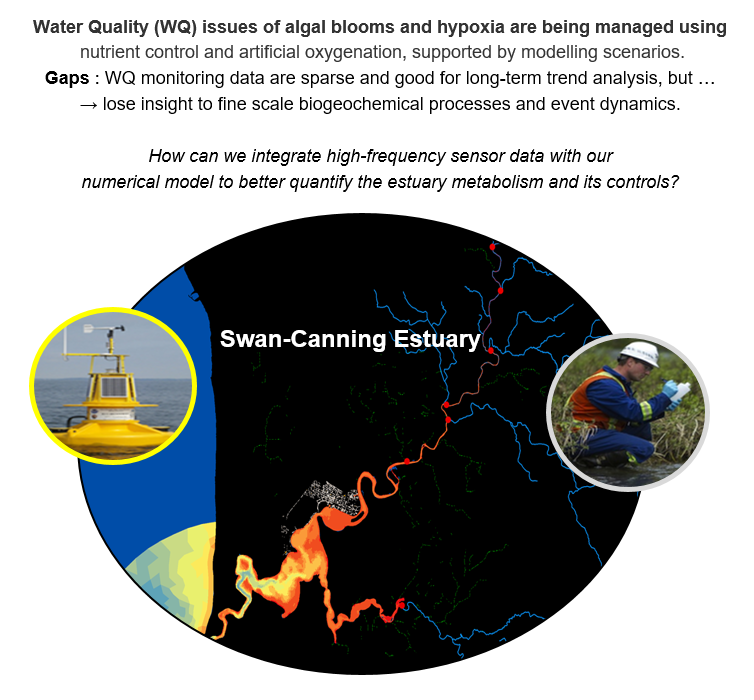 Water Quality (WQ) issues of algal blooms and hypoxia are being managed using
nutrient control and artificial oxygenation, supported by modelling scenarios.
Gaps : WQ monitoring data are sparse and good for long-term trend analysis, but …
→ lose insight to fine scale biogeochemical processes and event dynamics.
How can we integrate high-frequency sensor data with our
numerical model to better quantify the estuary metabolism and its controls?
Swan-Canning Estuary